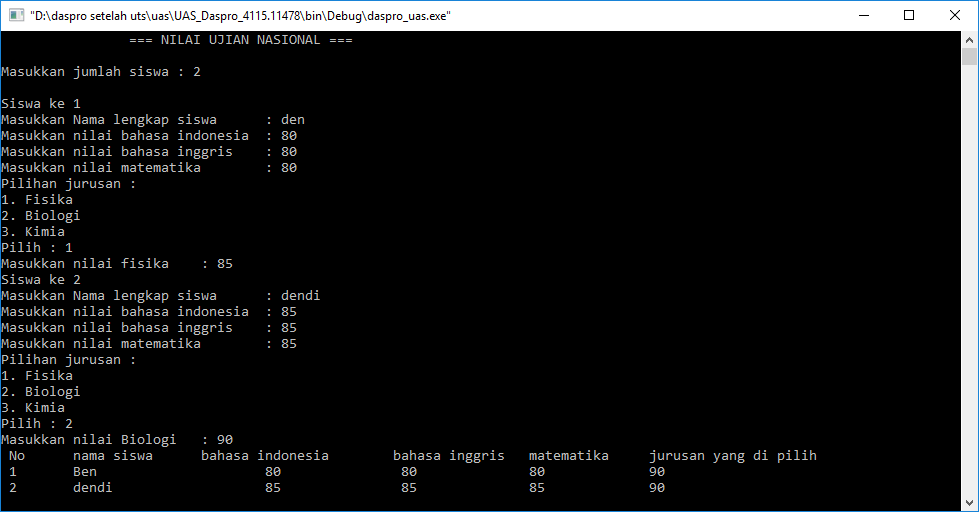 "D:\daspro setelah uts\uas\UAS_Daspro_4115.11478\bin\Debug\daspro_uas.exe"
=== NILAI UJIAN NASIONAL ===
Masukkan jumlah siswa : 2
Siswa ke 1
Masukkan Nama lengkap siswa      : den
Masukkan nilai bahasa indonesia  : 80
Masukkan nilai bahasa inggris    : 80
Masukkan nilai matematika        : 80
Pilihan jurusan :
1. Fisika
2. Biologi
3. Kimia
Pilih : 1
Masukkan nilai fisika    : 85
Siswa ke 2
Masukkan Nama lengkap siswa      : dendi
Masukkan nilai bahasa indonesia  : 85
Masukkan nilai bahasa inggris    : 85
Masukkan nilai matematika        : 85
Pilihan jurusan :
1. Fisika
2. Biologi
3. Kimia
Pilih : 2
Masukkan nilai Biologi   : 90
No      nama siswa      bahasa indonesia        bahasa inggris   matematika     jurusan yang di pilih
1       Ben                     80               80              80             90
2       dendi                   85               85              85             90